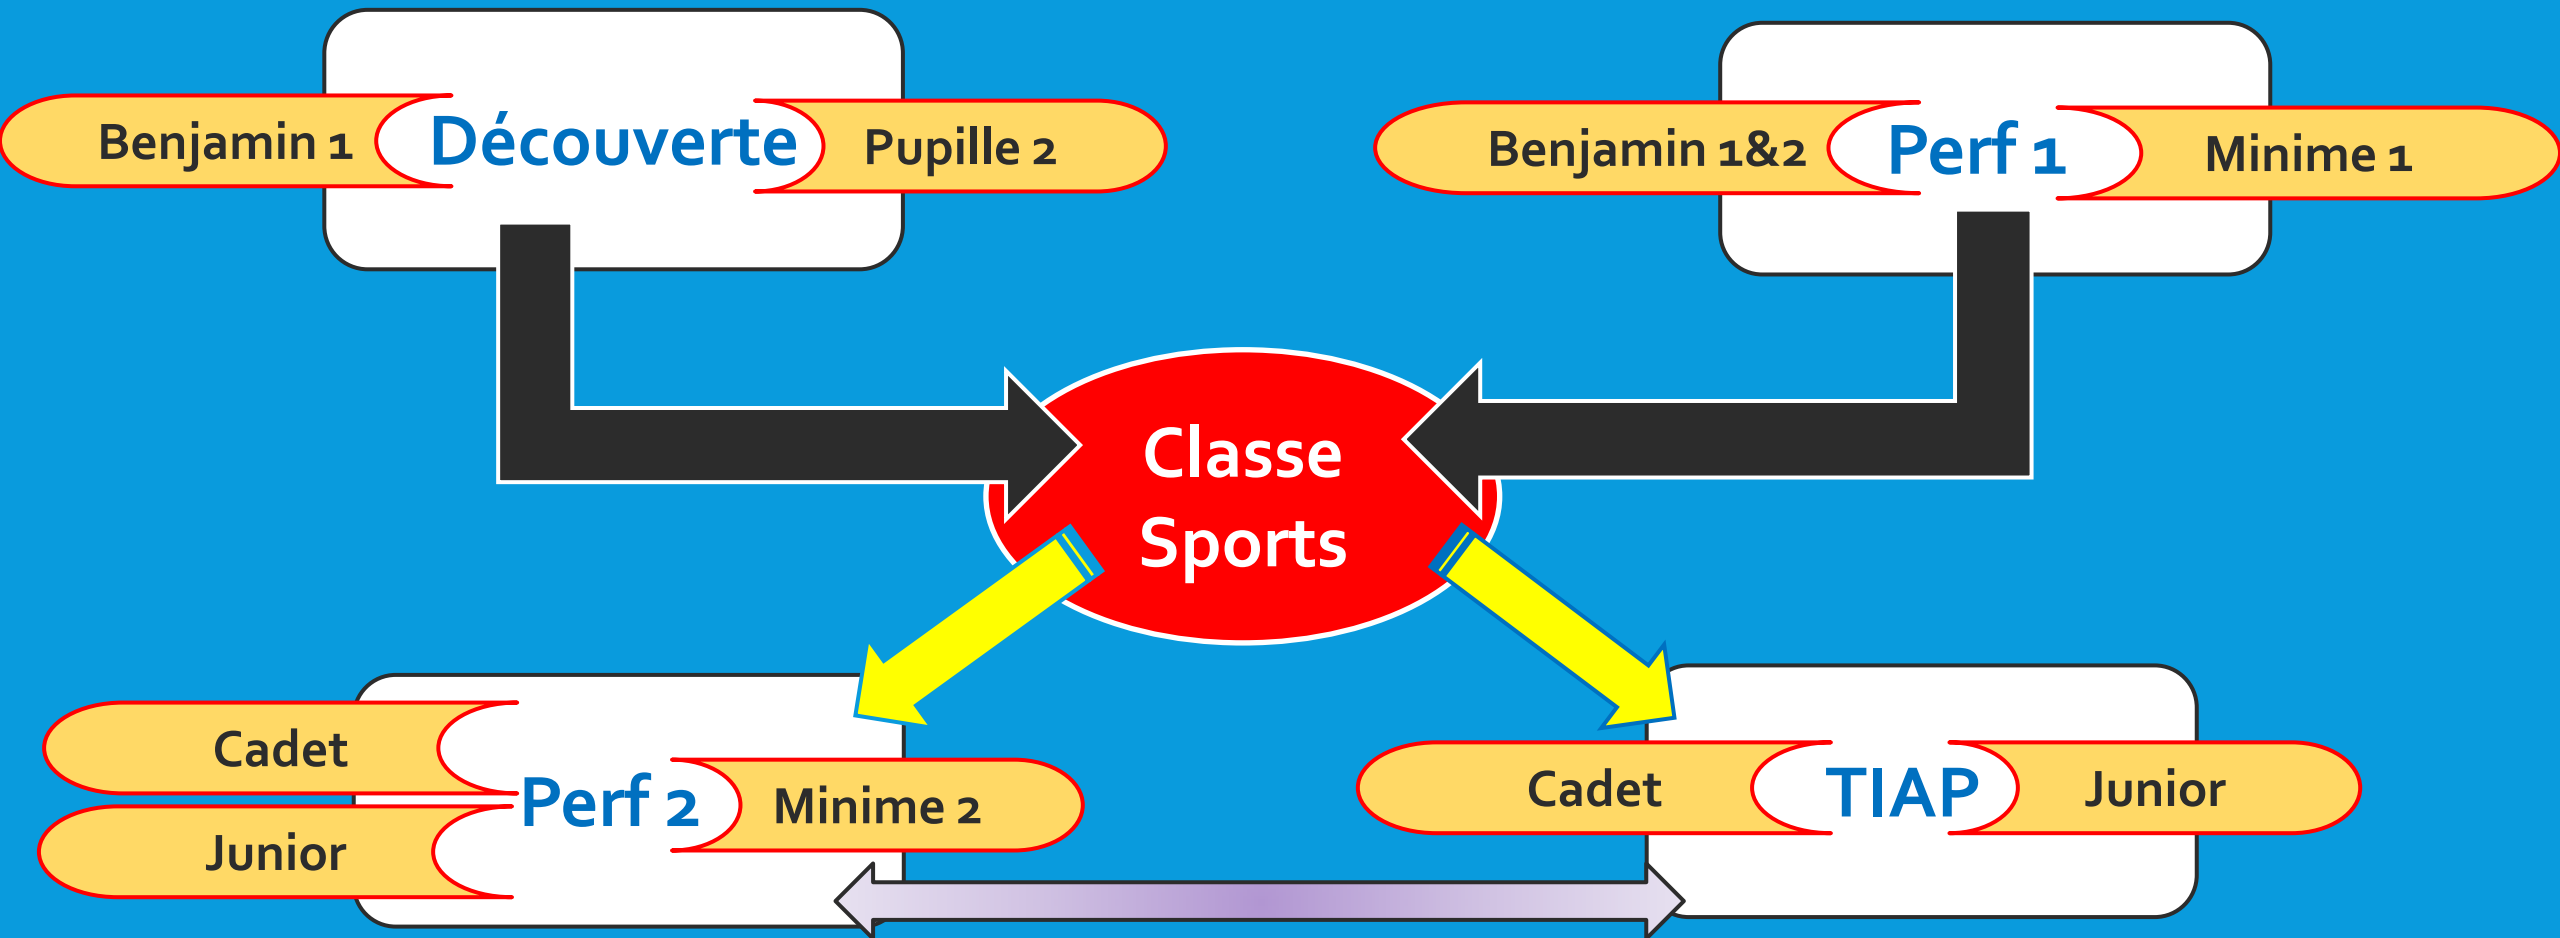 Benjamin 1
Découverte
Pupille 2
Benjamin 1&2
Perf 1
Minime 1
Classe
Sports
Cadet
Junior
Perf 2
Minime 2
Cadet
TIAP
Junior